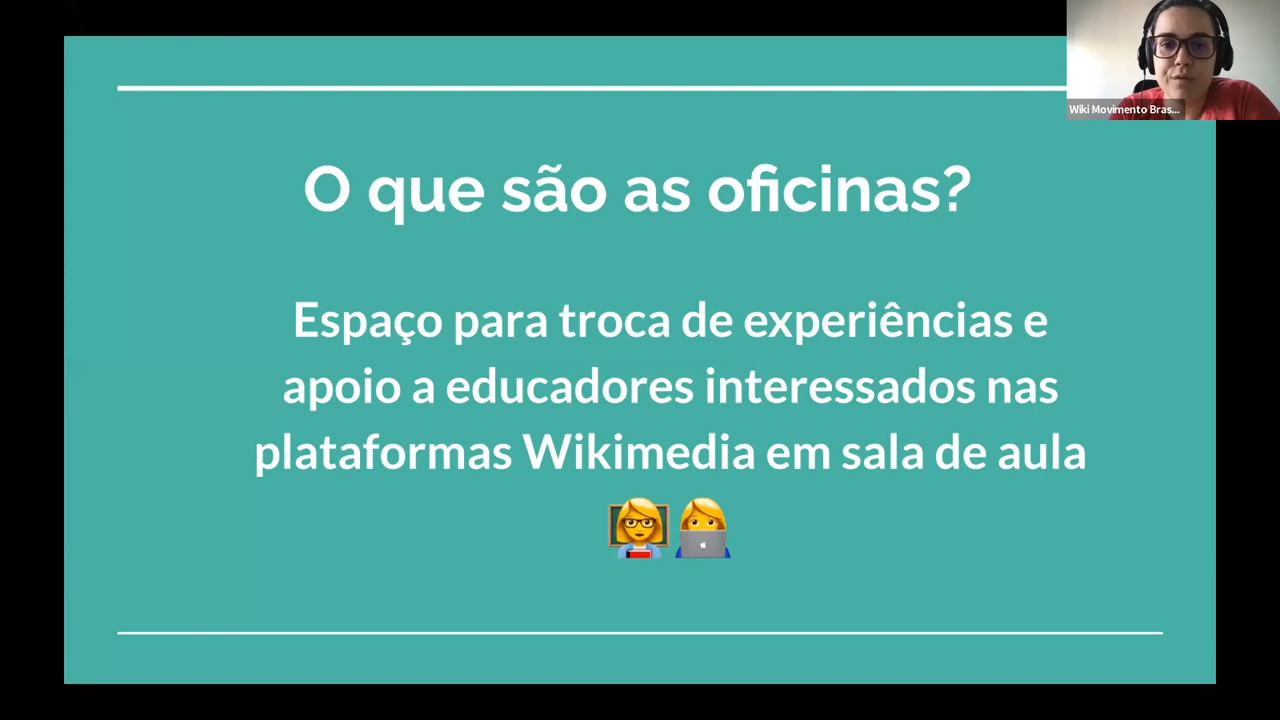 Wiki Movimento Bras...
O que são as oficinas?
Espaço para troca de experiências e
apoio a educadores interessados nas
plataformas Wikimedia em sala de aula